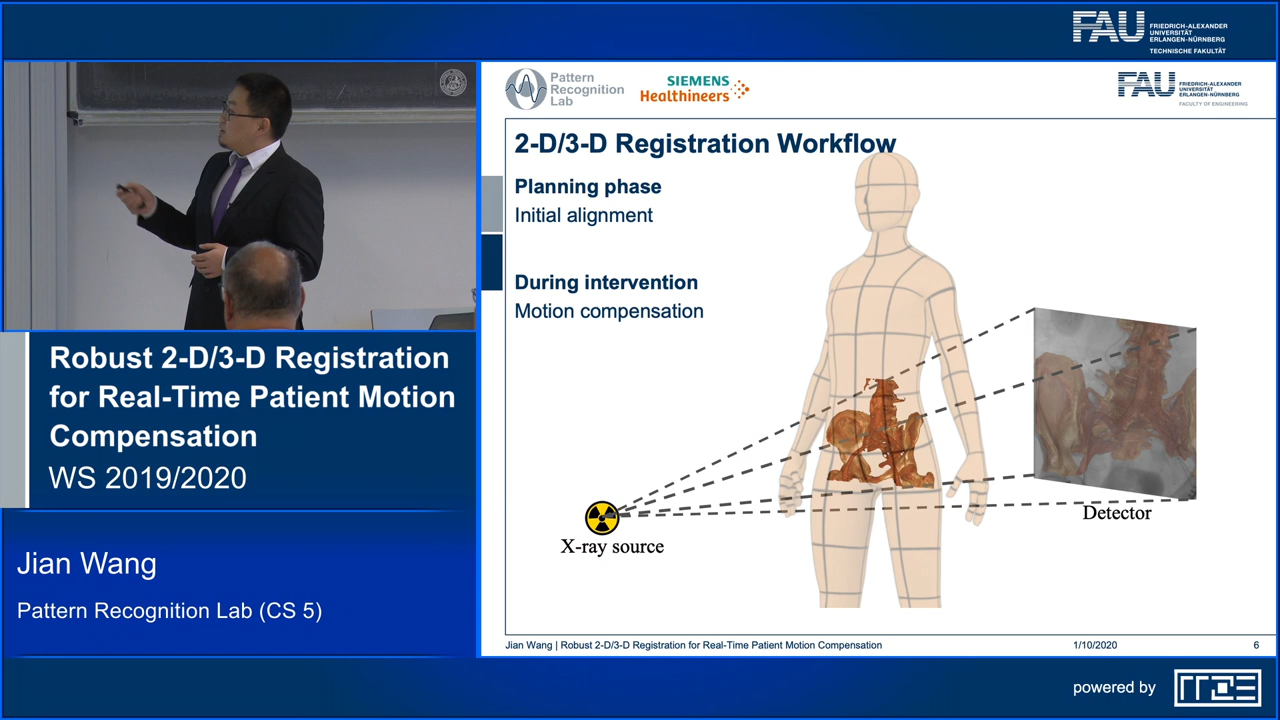 FAU
FRIEDRICH-ALEXANDER
UNIVERSITÄT
ERLANGEN-NÜRNBERG
TECHNISCHE FAKULTÄT
Pattern
Recognition
Lab
SIEMENS
Healthineers
FAU
FRIEDRICH-ALEXANDER
UNIVERSITÄT
ERLANGEN-NÜRNBERG
FACULTY OF ENGINEERING
2-D/3-D Registration Workflow
Planning phase
Initial alignment
During intervention
Motion compensation
X-ray source
Detector
Jian Wang | Robust 2-D/3-D Registration for Real-Time Patient Motion Compensation
1/10/2020
6
Robust 2-D/3-D Registration
for Real-Time Patient Motion
Compensation
WS 2019/2020
Jian Wang
Pattern Recognition Lab (CS 5)
powered by
rrze